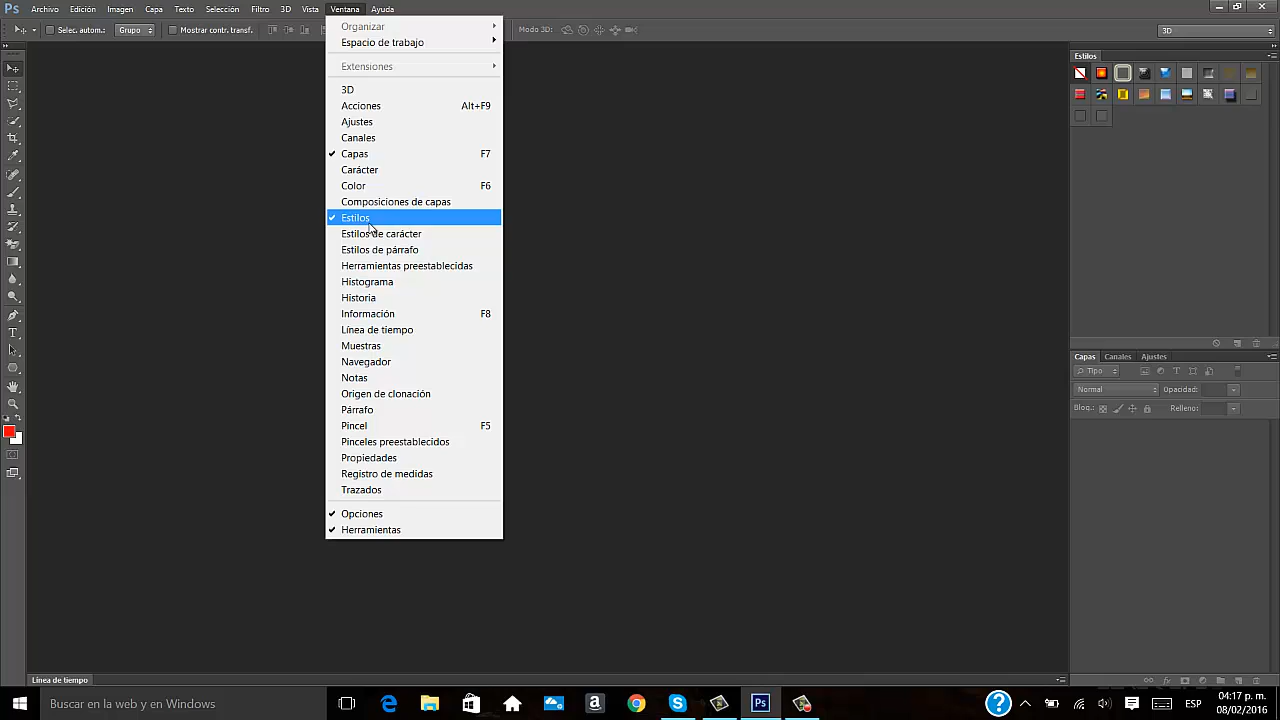 Ps Archivo Edición Imagen Capa Texto Selección Filtro 3D Vista Ventana Ayuda
Selec. autom.: Grupo Mostrar contr. transf. Modo 3D: 3D
Organizar
Espacio de trabajo
Extensiones
3D
Acciones Alt+F9
Ajustes
Canales
Capas F7
Carácter
Color F6
Composiciones de capas
Estilos
Estilos de carácter
Estilos de párrafo
Herramientas preestablecidas
Histograma
Historia
Información F8
Línea de tiempo
Muestras
Navegador
Notas
Origen de clonación
Párrafo
Pincel F5
Pinceles preestablecidos
Propiedades
Registro de medidas
Trazados
Opciones
Herramientas
Estilos
Capas Canales Ajustes
Tipo
Normal Opacidad:
Bloq.: Relleno:
Línea de tiempo
Buscar en la web y en Windows
Ps
ESP
04:17 p. m.
08/02/2016